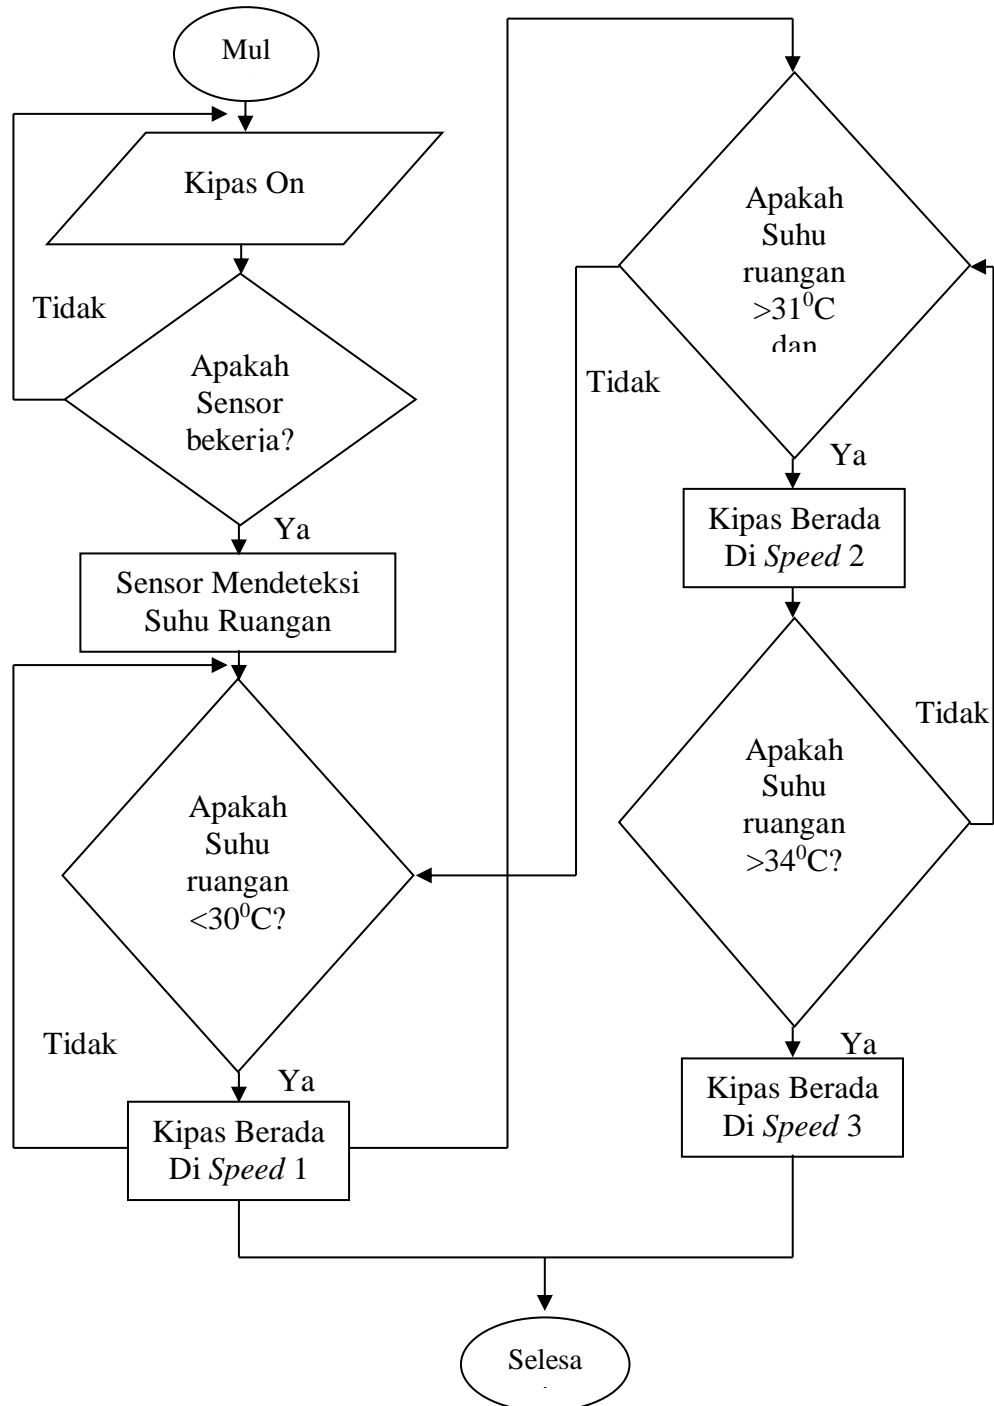 Mul
Kipas On
Tidak
Apakah
Sensor
bekerja?
Ya
Sensor Mendeteksi
Suhu Ruangan
Apakah
Suhu
ruangan
<30⁰C?
Tidak
Ya
Kipas Berada
Di Speed 1
Apakah
Suhu
ruangan
>31⁰C
dan
Tidak
Ya
Kipas Berada
Di Speed 2
Apakah
Suhu
ruangan
>34⁰C?
Tidak
Ya
Kipas Berada
Di Speed 3
Selesa